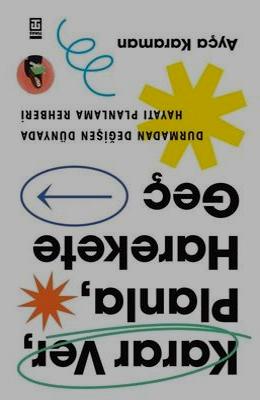 Karar Ver,
Planla,
Harekete
Geç
DURMADAN DEĞİŞEN DÜNYADA
HAYATI PLANLAMA REHBERİ
Ayça Karaman